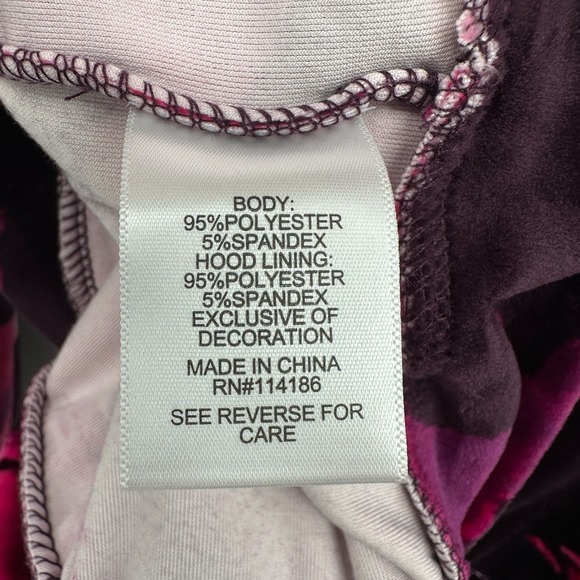 BODY:
95%POLYESTER
5%SPANDEX
HOOD LINING:
95%POLYESTER
5%SPANDEX
EXCLUSIVE OF
DECORATION
MADE IN CHINA
RN#114186
SEE REVERSE FOR
CARE